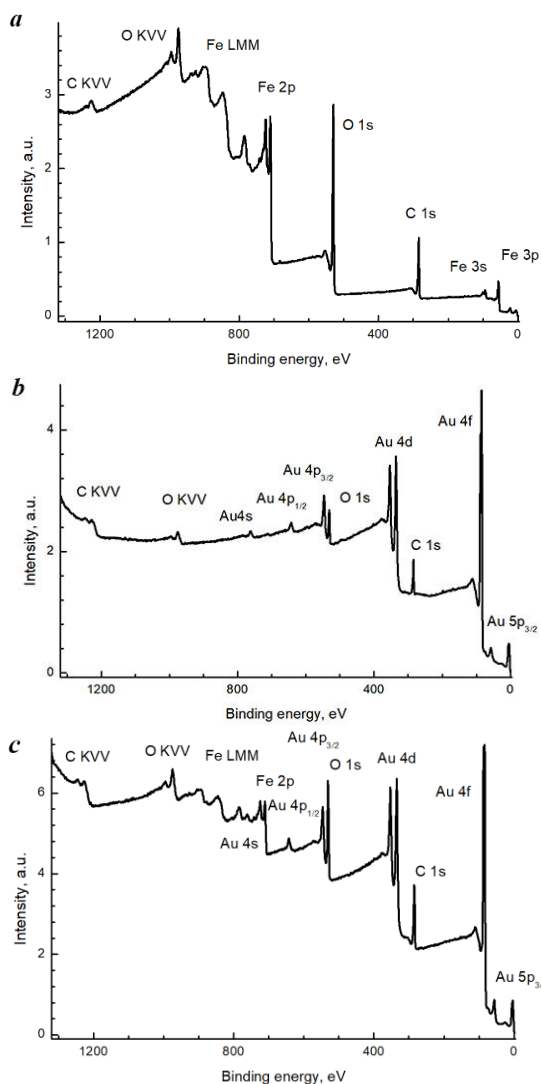 a
O KVV
Fe LMM
C KVV
Fe 2p
O 1s
C 1s
Fe 3s
Fe 3p
3
2
1
0
Intensity, a.u.
1200 800 400 0
Binding energy, eV
b
Au 4f
Au 4d
Au 4p3/2
C KVV
O KVV
Au4s
Au 4p1/2
O 1s
C 1s
Au 5p3/2
4
2
0
Intensity, a.u.
1200 800 400 0
Binding energy, eV
c
Au 4p3/2
C KVV
O KVV
Fe LMM
O 1s
Au 4d
Fe 2p
Au 4f
Au 4p1/2
Au 4s
C 1s
Au 5p3/
6
4
2
0
Intensity, a.u.
1200 800 400 0
Binding energy, eV